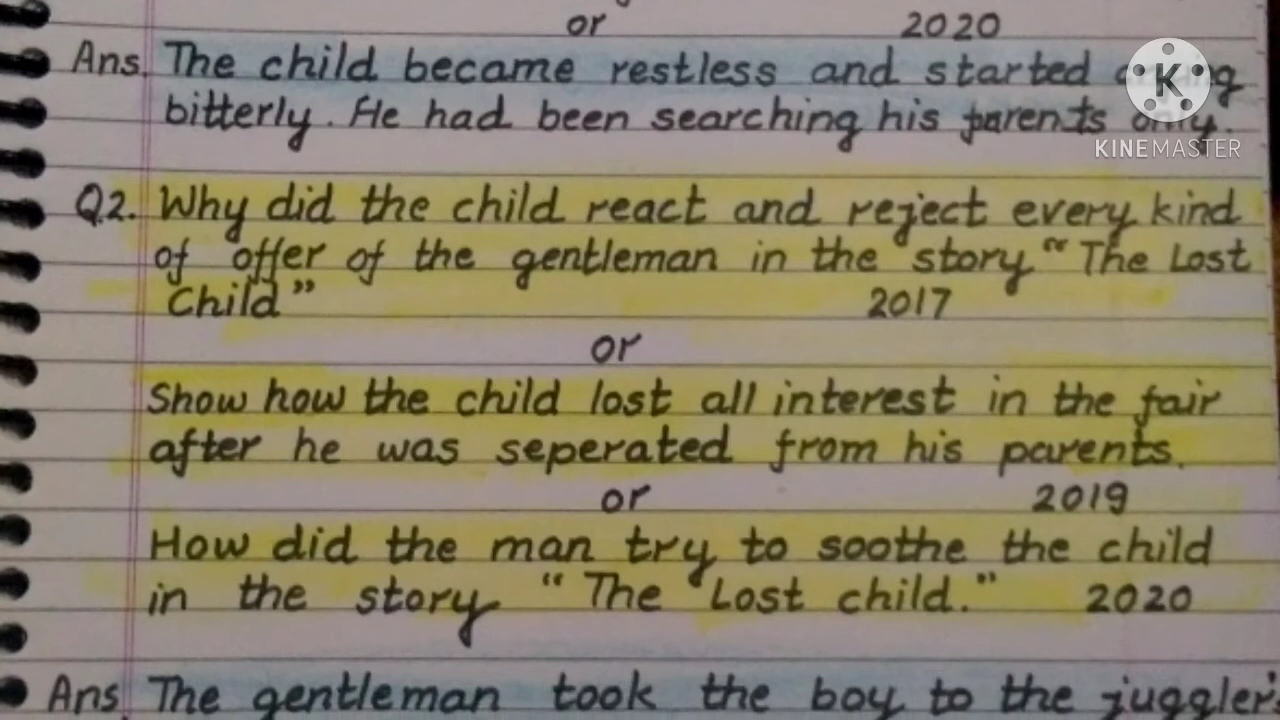 or 2020
Ans. The child became restless and started
bitterly. He had been searching his parents only.
KINEMASTER
Q2. Why did the child react and reject every kind
of offer of the gentleman in the story "The Lost
Child" 2017
or
Show how the child lost all interest in the fair
after he was seperated from his parents.
or 2019
How did the man try to soothe the child
in the story "The Lost child." 2020
Ans. The gentleman took the boy to the juggler's